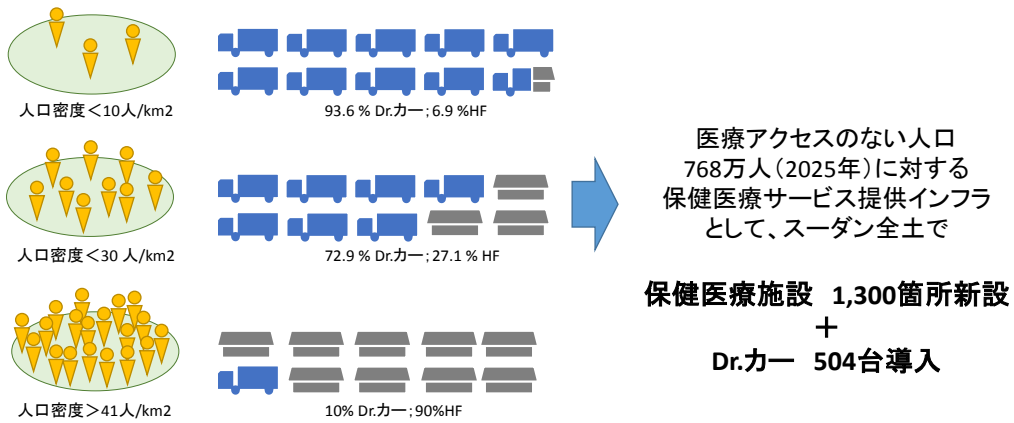 人口密度<10人/km2
93.6 % Dr.カー; 6.9 %HF
人口密度<30 人/km2
72.9 % Dr.カー; 27.1 % HF
人口密度>41人/km2
10% Dr.カー; 90%HF
医療アクセスのない人口
768万人(2025年)に対する
保健医療サービス提供インフラ
として、スーダン全土で
保健医療施設 1,300箇所新設
+
Dr.カー 504台導入